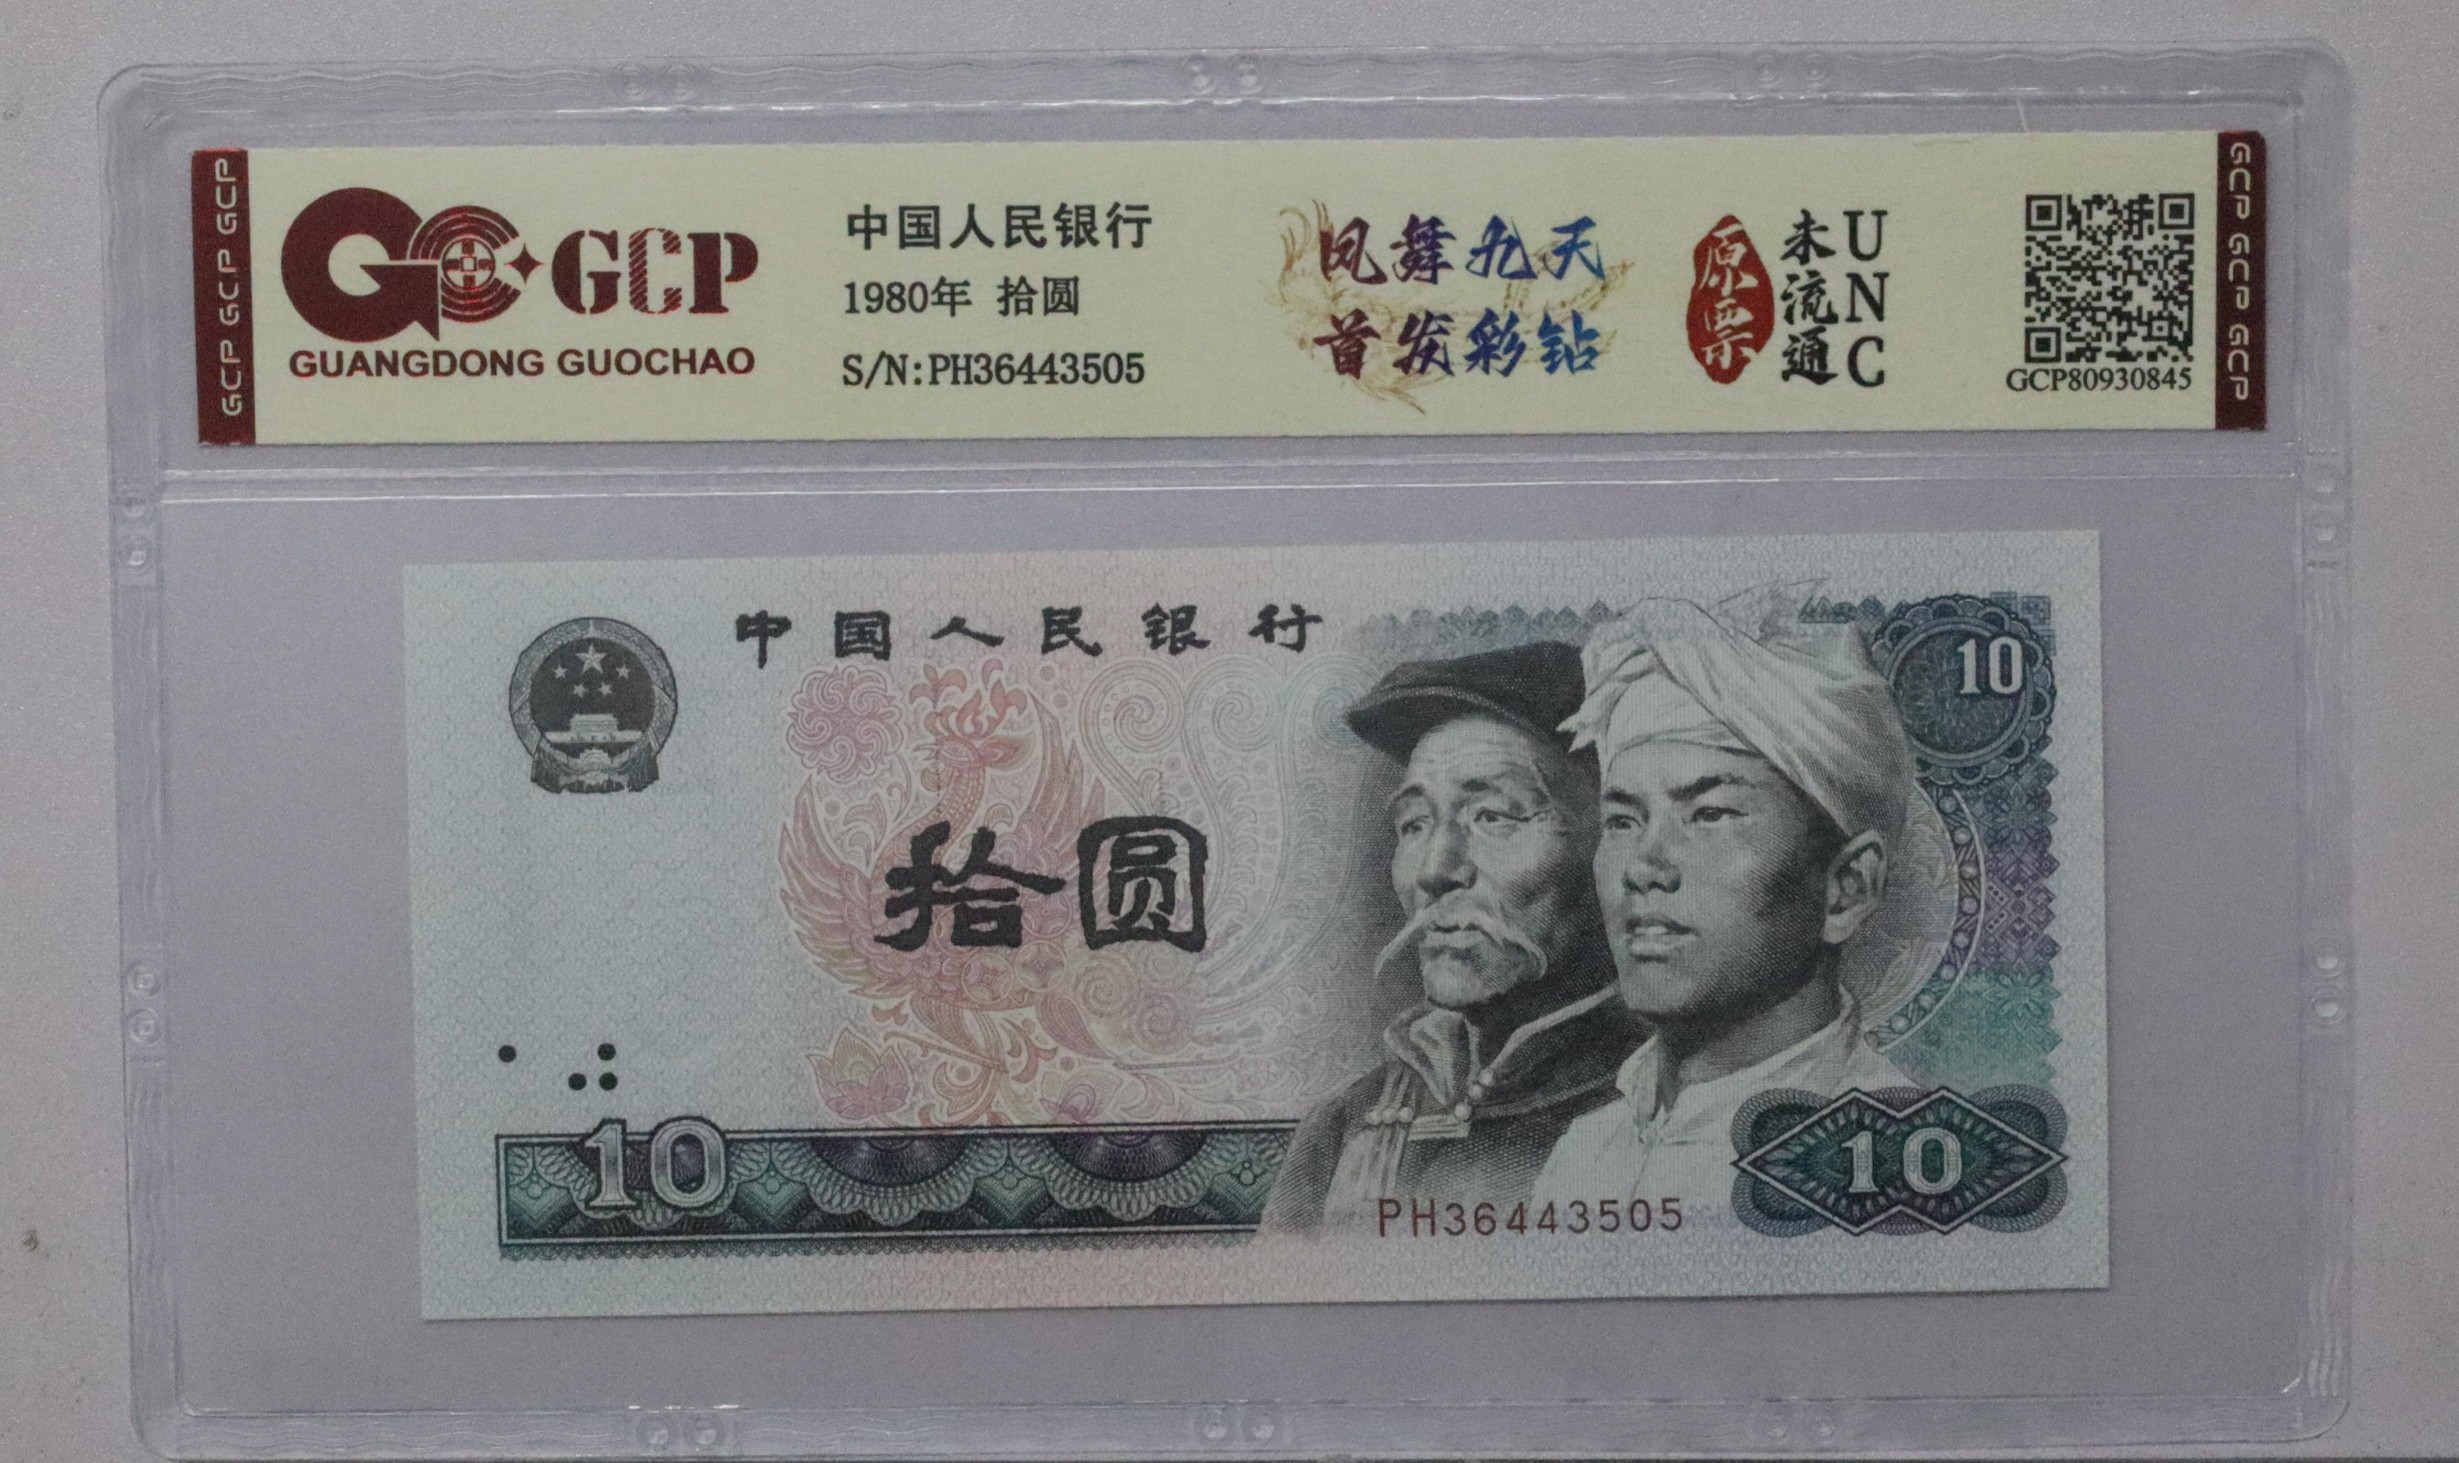 GCP GCP GCP
GCP
GUANGDONG GUOCHAO
中国人民银行
1980年 拾圆
S/N:PH36443505
凤舞九天
首发彩钻
原票
未流通
UNC
GCP80930845
GCP GCP GCP
中国人民银行
10
拾圆
10
PH36443505
10